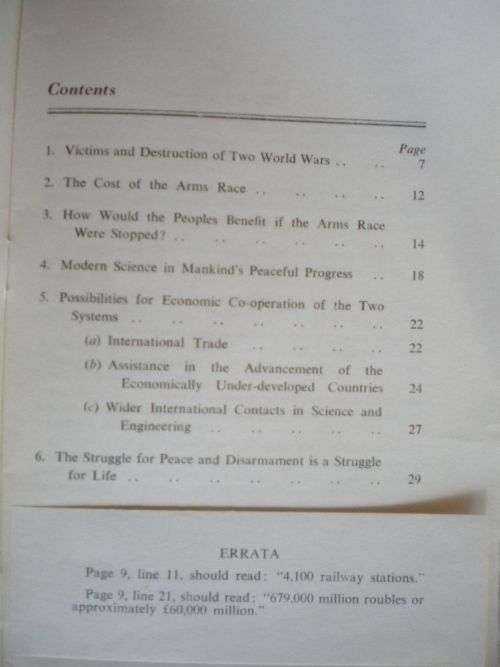 Contents
Page
1. Victims and Destruction of Two World Wars .. .. 7
2. The Cost of the Arms Race .. .. .. .. 12
3. How Would the Peoples Benefit if the Arms Race
Were Stopped? .. .. .. .. .. .. 14
4. Modern Science in Mankind's Peaceful Progress .. 18
5. Possibilities for Economic Co-operation of the Two
Systems .. .. .. .. .. .. .. 22
(a) International Trade .. .. .. .. 22
(b) Assistance in the Advancement of the
Economically Under-developed Countries 24
(c) Wider International Contacts in Science and
Engineering .. .. .. .. .. 27
6. The Struggle for Peace and Disarmament is a Struggle
for Life .. .. .. .. .. .. .. 29
ERRATA
Page 9, line 11, should read: "4,100 railway stations."
Page 9, line 21, should read: "679,000 million roubles or
approximately £60,000 million."